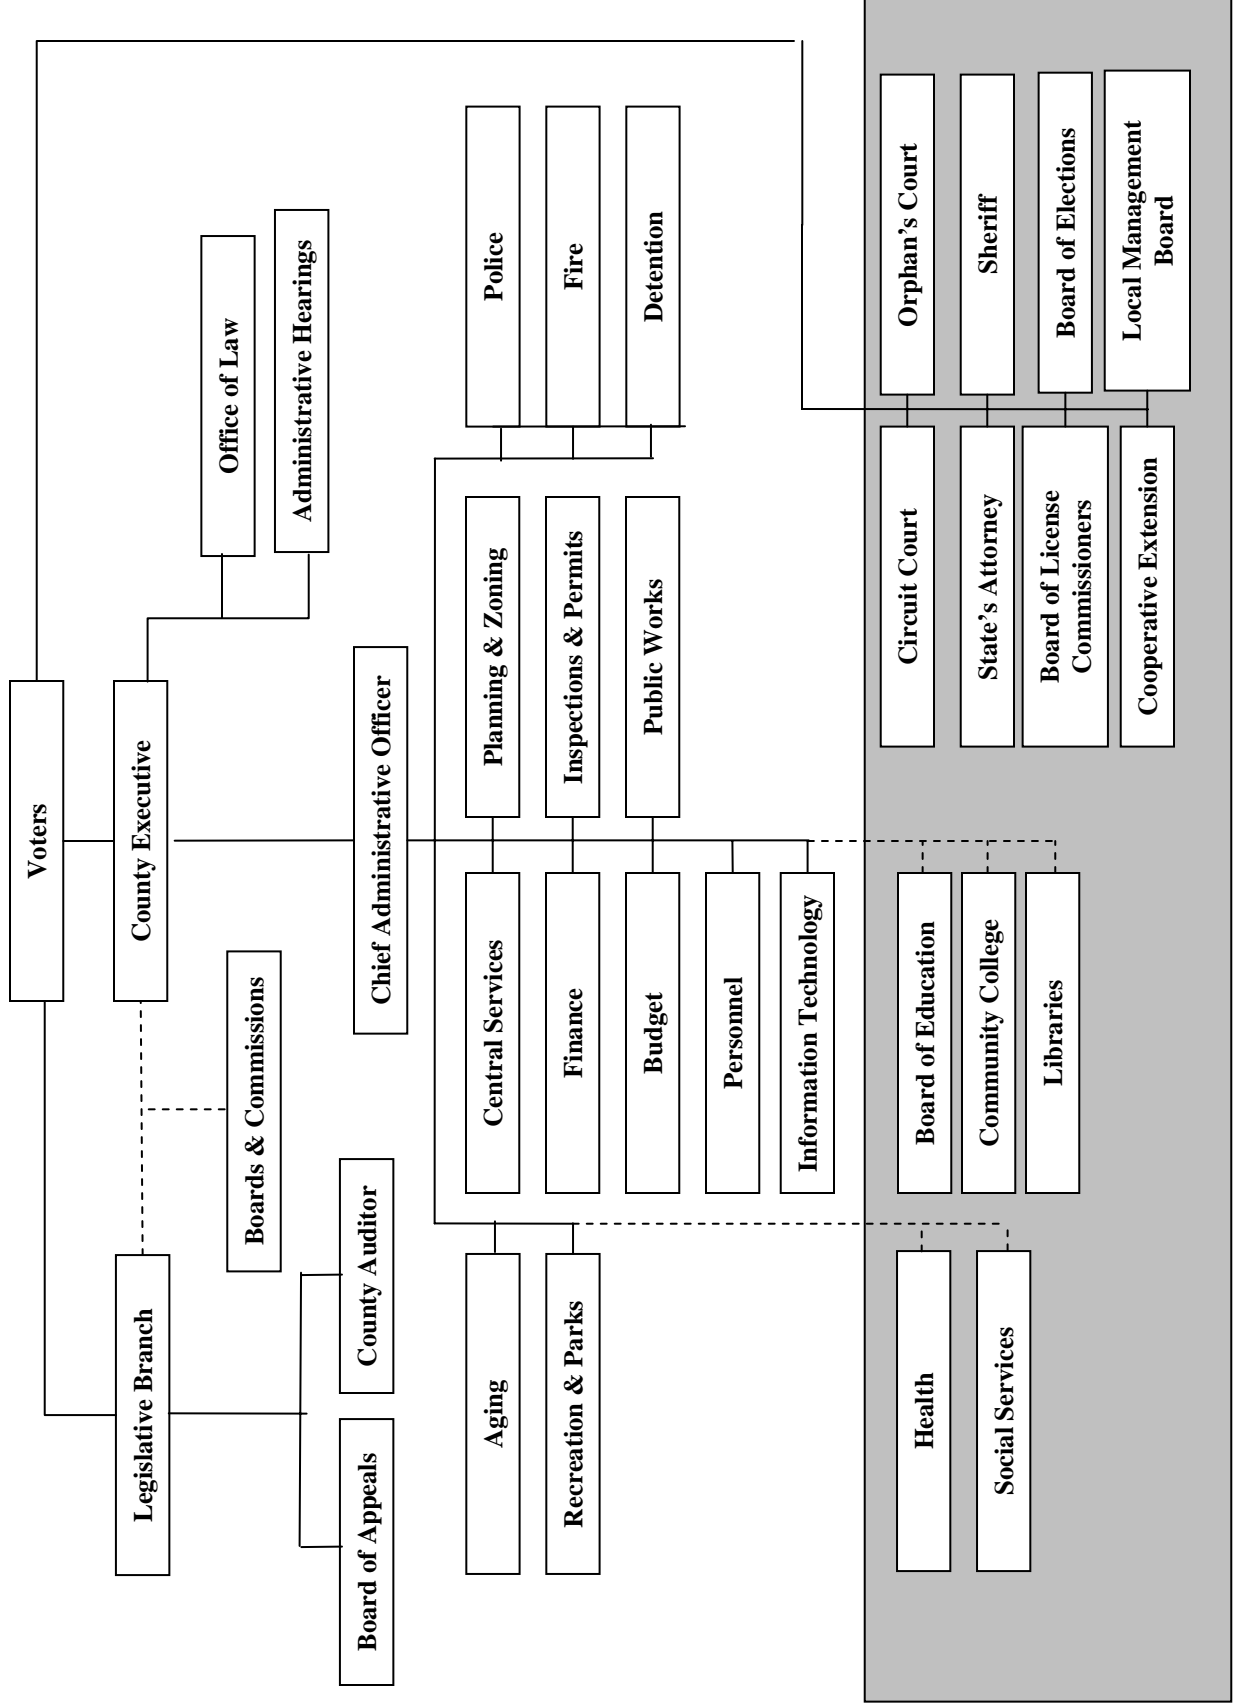 Voters
Legislative Branch
County Executive
Boards & Commissions
Office of Law
Administrative Hearings
Board of Appeals
County Auditor
Chief Administrative Officer
Aging
Recreation & Parks
Central Services
Finance
Budget
Personnel
Information Technology
Planning & Zoning
Inspections & Permits
Public Works
Police
Fire
Detention
Health
Social Services
Board of Education
Community College
Libraries
Circuit Court
State's Attorney
Board of License
Commissioners
Cooperative Extension
Orphan's Court
Sheriff
Board of Elections
Local Management
Board